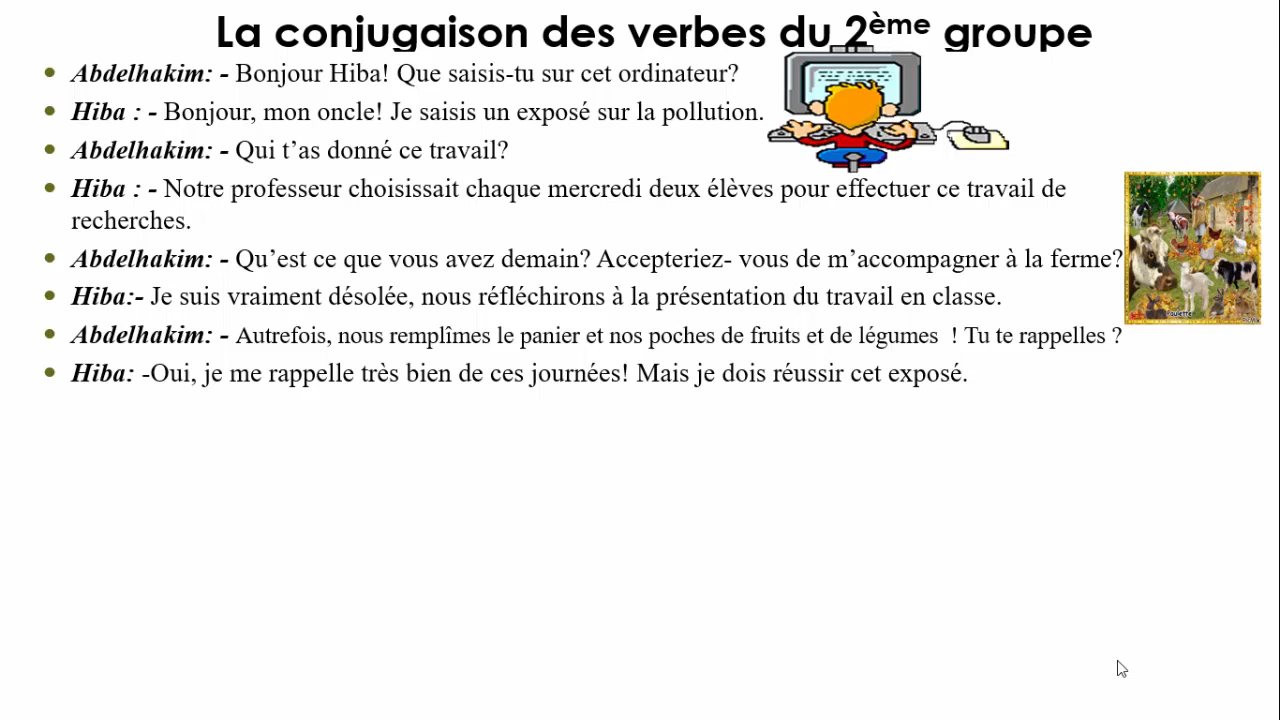 La conjugaison des verbes du 2ème groupe
Abdelhakim: - Bonjour Hiba! Que saisis-tu sur cet ordinateur?
Hiba : - Bonjour, mon oncle! Je saisis un exposé sur la pollution.
Abdelhakim: - Qui t’as donné ce travail?
Hiba : - Notre professeur choisissait chaque mercredi deux élèves pour effectuer ce travail de
recherches.
Abdelhakim: - Qu’est ce que vous avez demain? Accepteriez- vous de m’accompagner à la ferme?
Hiba:- Je suis vraiment désolée, nous réfléchirons à la présentation du travail en classe.
Abdelhakim: - Autrefois, nous remplîmes le panier et nos poches de fruits et de légumes  ! Tu te rappelles ?
Hiba: -Oui, je me rappelle très bien de ces journées! Mais je dois réussir cet exposé.